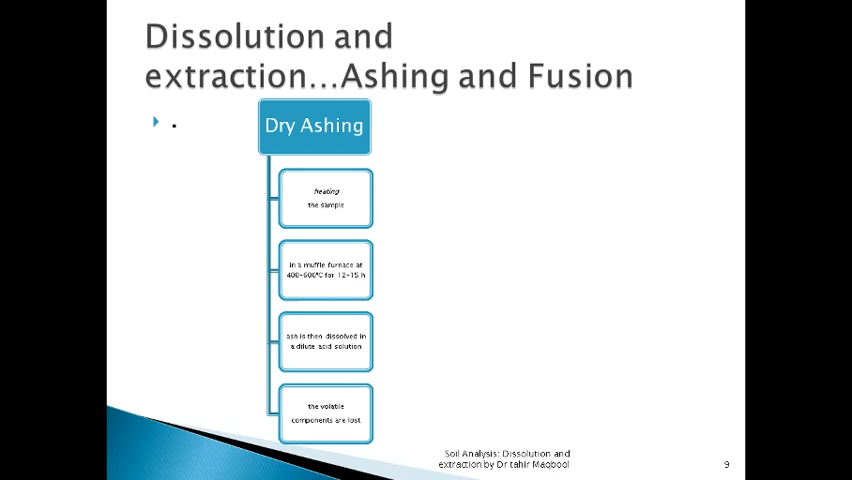 Dissolution and
extraction...Ashing and Fusion
.
Dry Ashing
heating
the sample
in a muffle furnace at
400-600°C for 12-15 h
ash is then dissolved in
a dilute acid solution
the volatile
components are lost
Soil Analysis: Dissolution and
extraction by Dr tahir Maqbool
9